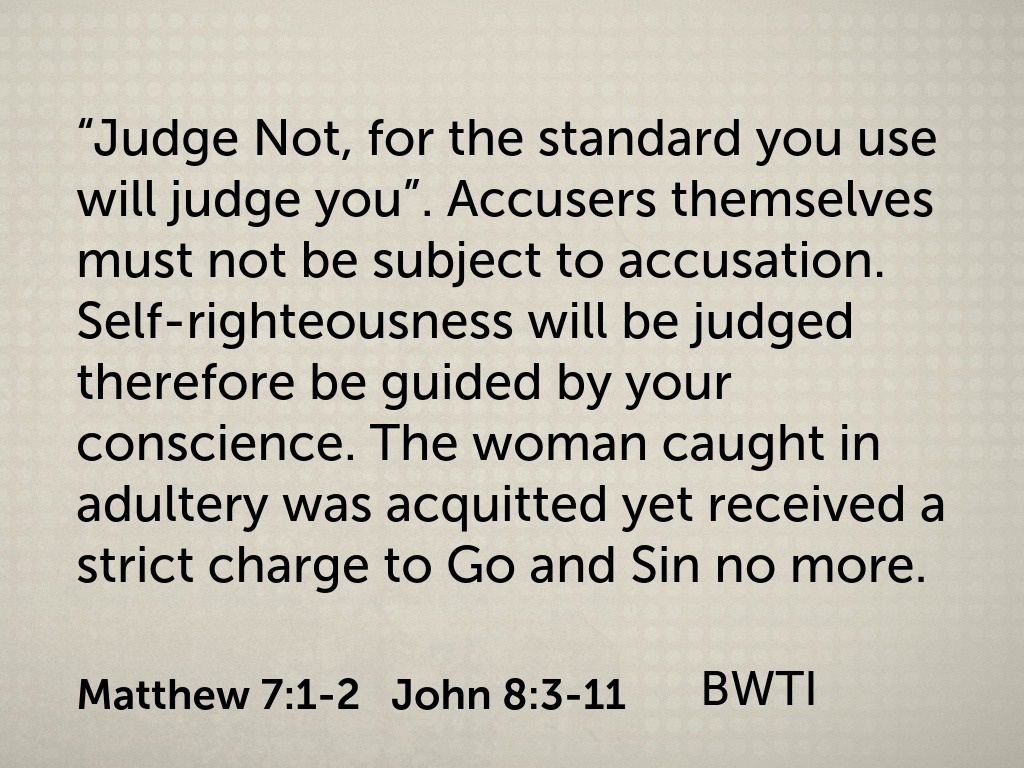 “Judge Not, for the standard you use
will judge you”. Accusers themselves
must not be subject to accusation.
Self-righteousness will be judged
therefore be guided by your
conscience. The woman caught in
adultery was acquitted yet received a
strict charge to Go and Sin no more.
Matthew 7:1-2 John 8:3-11 BWTI